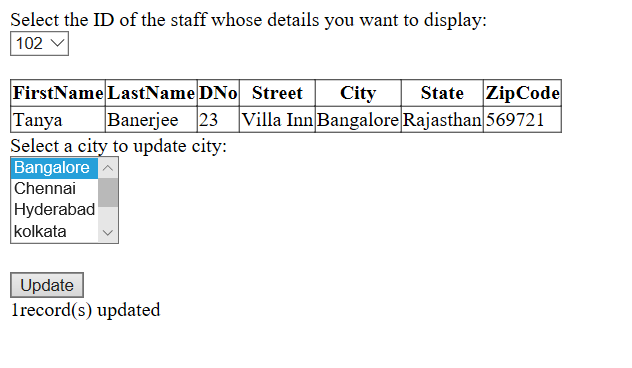 Select the ID of the staff whose details you want to display:
102
FirstName LastName DNo Street City State ZipCode
Tanya Banerjee 23 Villa Inn Bangalore Rajasthan 569721
Select a city to update city:
Bangalore
Chennai
Hyderabad
kolkata
Update
1record(s) updated